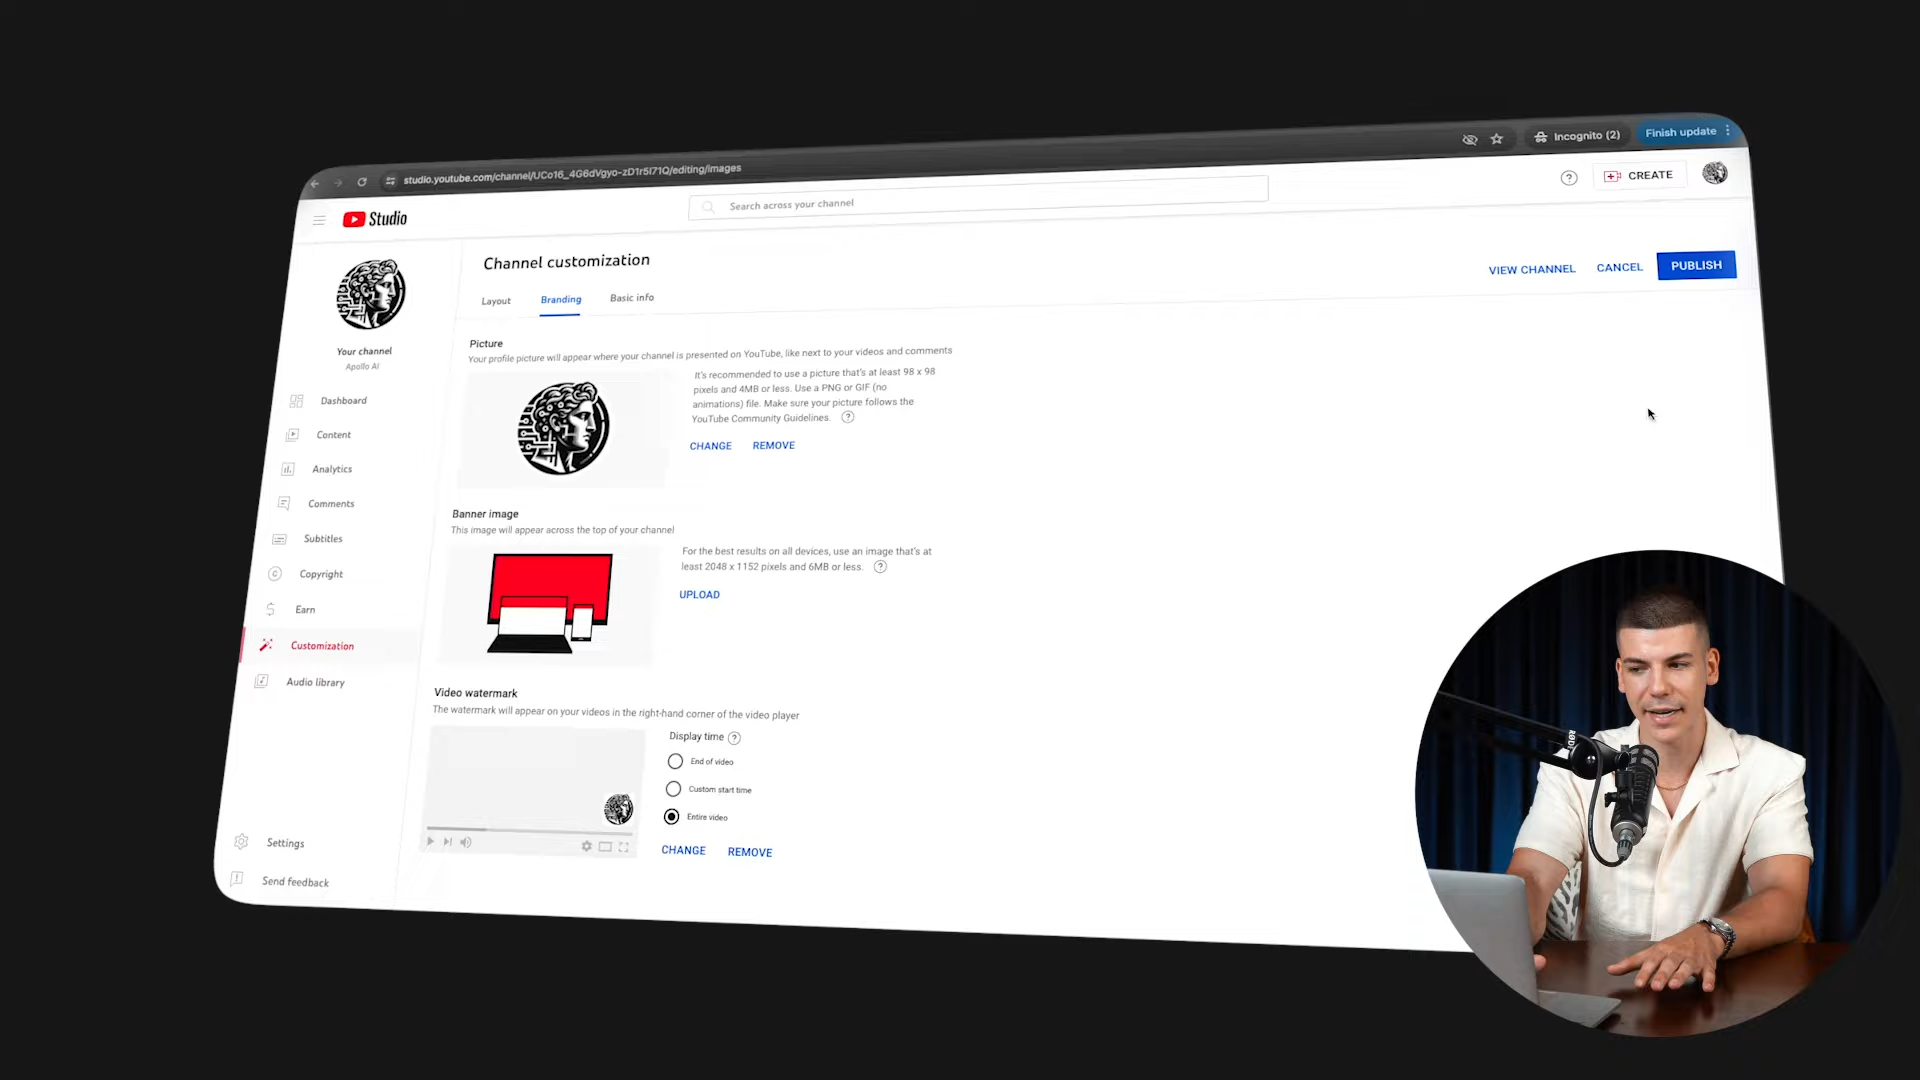 studio.youtube.com/channel/UCo16_4G6dVgyo-zD1r5I71Q/editing/images
Incognito (2)
Finish update
Studio
Search across your channel
CREATE
Channel customization
VIEW CHANNEL
CANCEL
PUBLISH
Layout
Branding
Basic info
Your channel
Apollo AI
Dashboard
Content
Analytics
Comments
Subtitles
Copyright
Earn
Customization
Audio library
Settings
Send feedback
Picture
Your profile picture will appear where your channel is presented on YouTube, like next to your videos and comments
It's recommended to use a picture that's at least 98 x 98
pixels and 4MB or less. Use a PNG or GIF (no
animations) file. Make sure your picture follows the
YouTube Community Guidelines.
CHANGE
REMOVE
Banner image
This image will appear across the top of your channel
For the best results on all devices, use an image that's at
least 2048 x 1152 pixels and 6MB or less.
UPLOAD
Video watermark
The watermark will appear on your videos in the right-hand corner of the video player
Display time
End of video
Custom start time
Entire video
CHANGE
REMOVE
RØDE